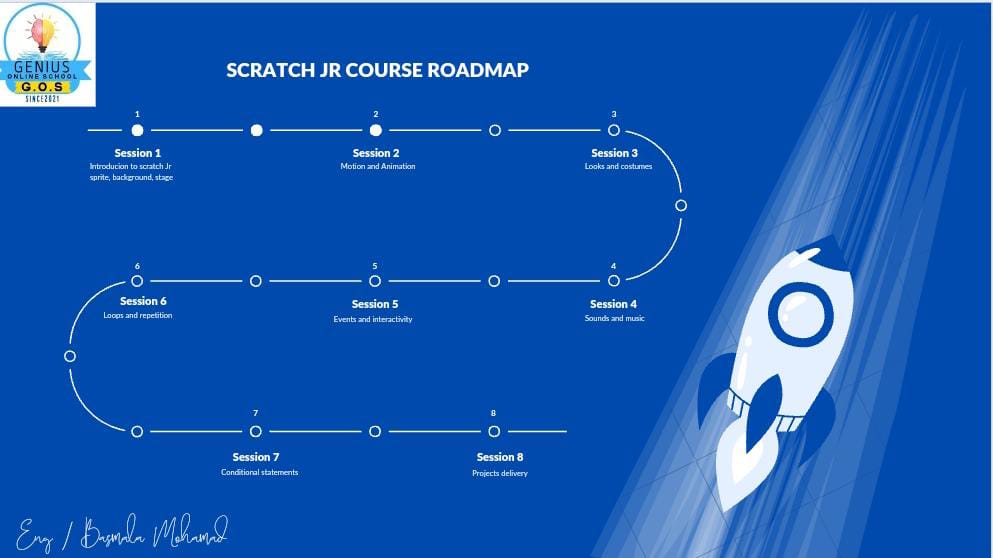 GENIUS
ONLINE SCHOOL
G.O.S
SINCE2021
SCRATCH JR COURSE ROADMAP
1
Session 1
Introducion to scratch Jr
sprite, background, stage
2
Session 2
Motion and Animation
3
Session 3
Looks and costumes
4
Session 4
Sounds and music
5
Session 5
Events and interactivity
6
Session 6
Loops and repetition
7
Session 7
Conditional statements
8
Session 8
Projects delivery
Eng / Basmala Mohamad